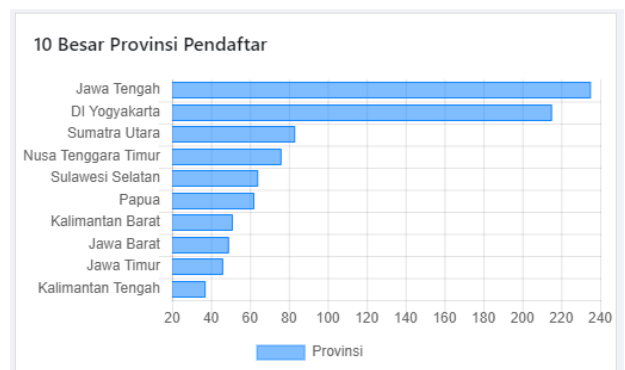 10 Besar Provinsi Pendaftar
Jawa Tengah
DI Yogyakarta
Sumatra Utara
Nusa Tenggara Timur
Sulawesi Selatan
Papua
Kalimantan Barat
Jawa Barat
Jawa Timur
Kalimantan Tengah
20 40 60 80 100 120 140 160 180 200 220 240
Provinsi